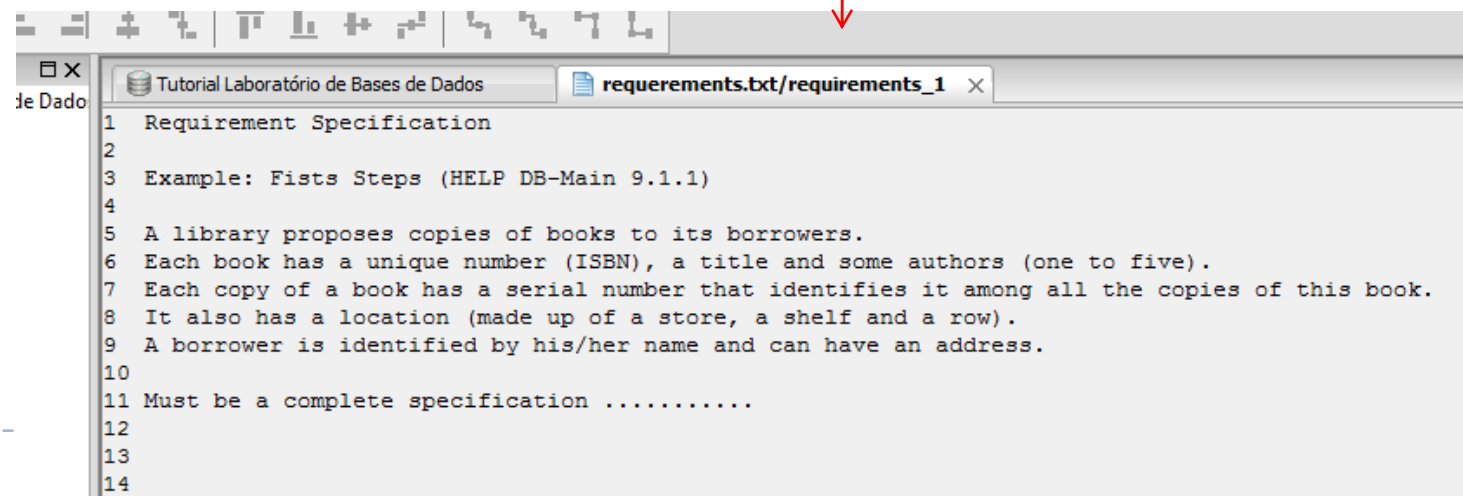 de Dado
Tutorial Laboratório de Bases de Dados
requerements.txt/requirements_1
1 Requirement Specification
2
3 Example: Fists Steps (HELP DB-Main 9.1.1)
4
5 A library proposes copies of books to its borrowers.
6 Each book has a unique number (ISBN), a title and some authors (one to five).
7 Each copy of a book has a serial number that identifies it among all the copies of this book.
8 It also has a location (made up of a store, a shelf and a row).
9 A borrower is identified by his/her name and can have an address.
10
11 Must be a complete specification ...........
12
13
14